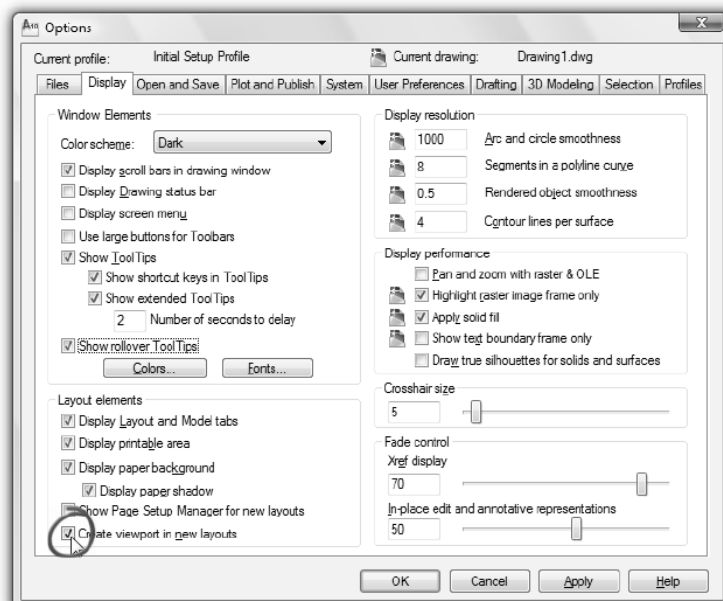 Options
Current profile: Initial Setup Profile Current drawing: Drawing1.dwg
Files Display Open and Save Plot and Publish System User Preferences Drafting 3D Modeling Selection Profiles
Window Elements
Color scheme: Dark
Display scroll bars in drawing window
Display Drawing status bar
Display screen menu
Use large buttons for Toolbars
Show ToolTips
Show shortcut keys in ToolTips
Show extended ToolTips
2 Number of seconds to delay
Show rollover ToolTips
Colors... Fonts...
Layout elements
Display Layout and Model tabs
Display printable area
Display paper background
Display paper shadow
Show Page Setup Manager for new layouts
Create viewport in new layouts
Display resolution
1000 Arc and circle smoothness
8 Segments in a polyline curve
0.5 Rendered object smoothness
4 Contour lines per surface
Display performance
Pan and zoom with raster & OLE
Highlight raster image frame only
Apply solid fill
Show text boundary frame only
Draw true silhouettes for solids and surfaces
Crosshair size
5
Fade control
Xref display
70
In-place edit and annotative representations
50
OK Cancel Apply Help